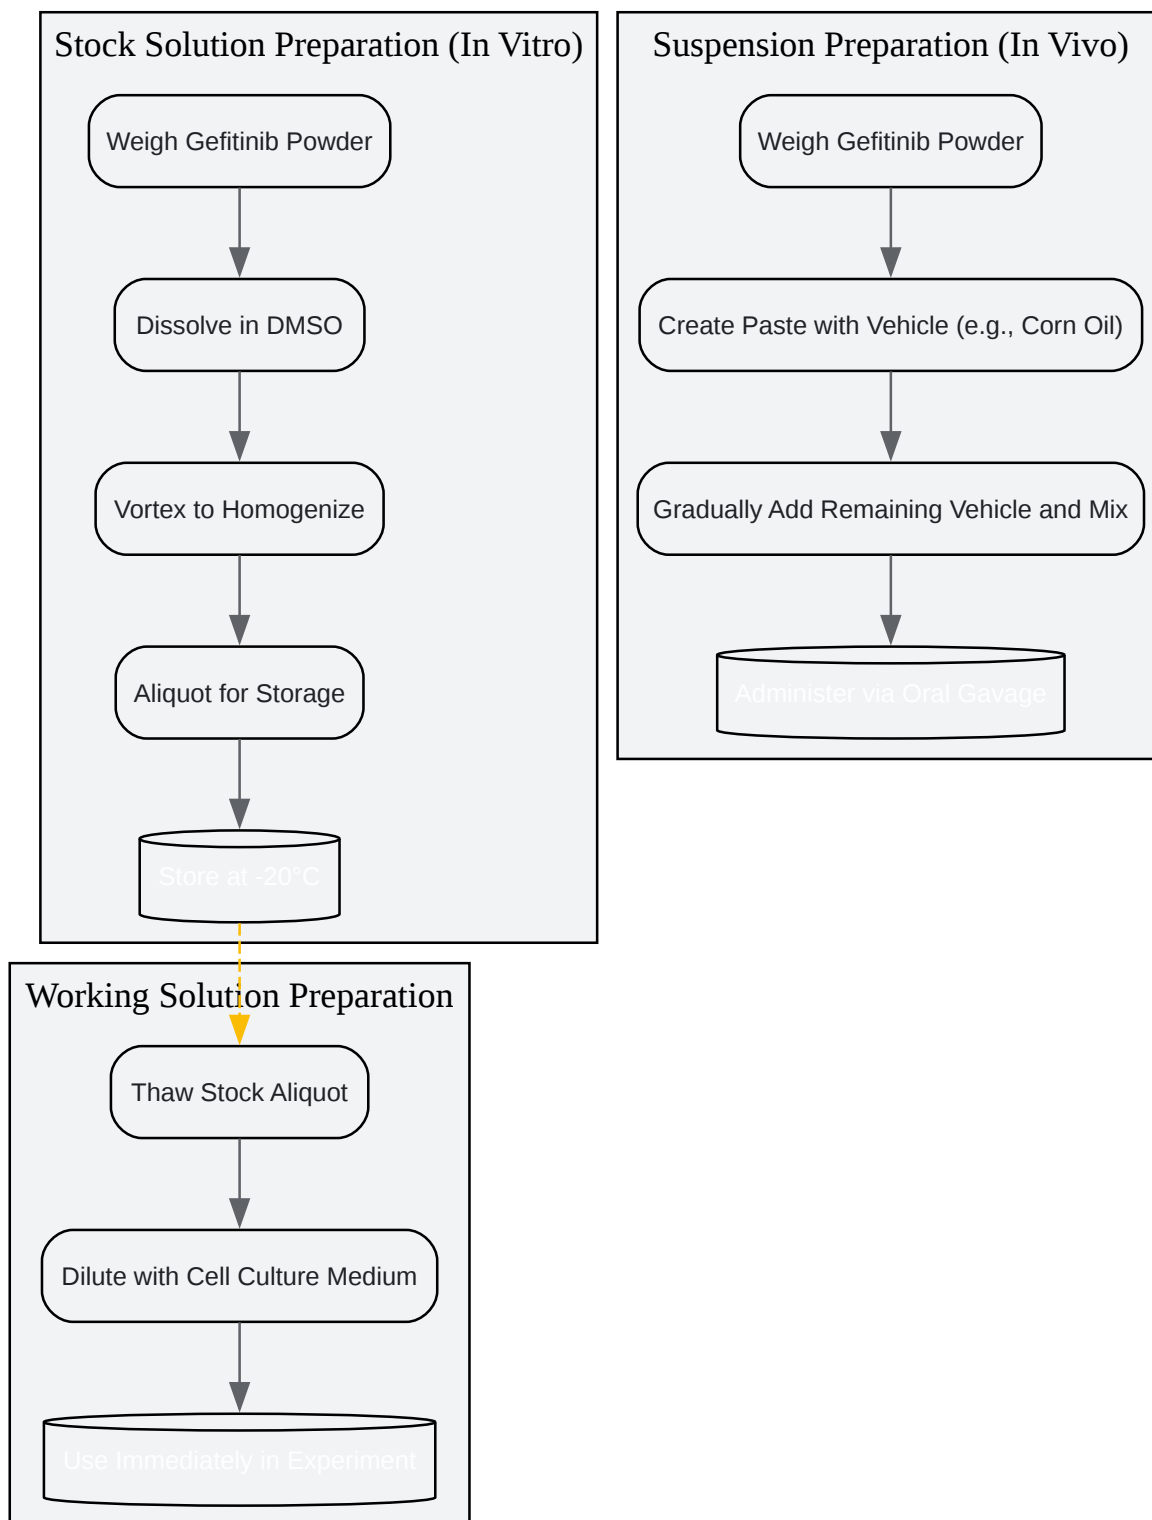 Stock Solution Preparation (In Vitro)
Weigh Gefitinib Powder
Dissolve in DMSO
Vortex to Homogenize
Aliquot for Storage
Store at -20°C
Suspension Preparation (In Vivo)
Weigh Gefitinib Powder
Create Paste with Vehicle (e.g., Corn Oil)
Gradually Add Remaining Vehicle and Mix
Administer via Oral Gavage
Working Solution Preparation
Thaw Stock Aliquot
Dilute with Cell Culture Medium
Use Immediately in Experiment